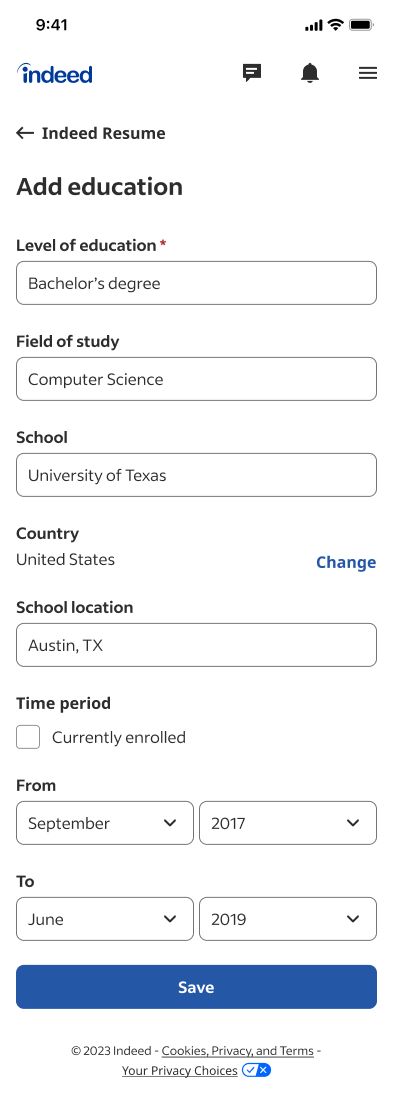 9:41
indeed
Indeed Resume
Add education
Level of education *
Bachelor's degree
Field of study
Computer Science
School
University of Texas
Country
United States
Change
School location
Austin, TX
Time period
Currently enrolled
From
September 2017
To
June 2019
Save
© 2023 Indeed - Cookies, Privacy, and Terms -
Your Privacy Choices